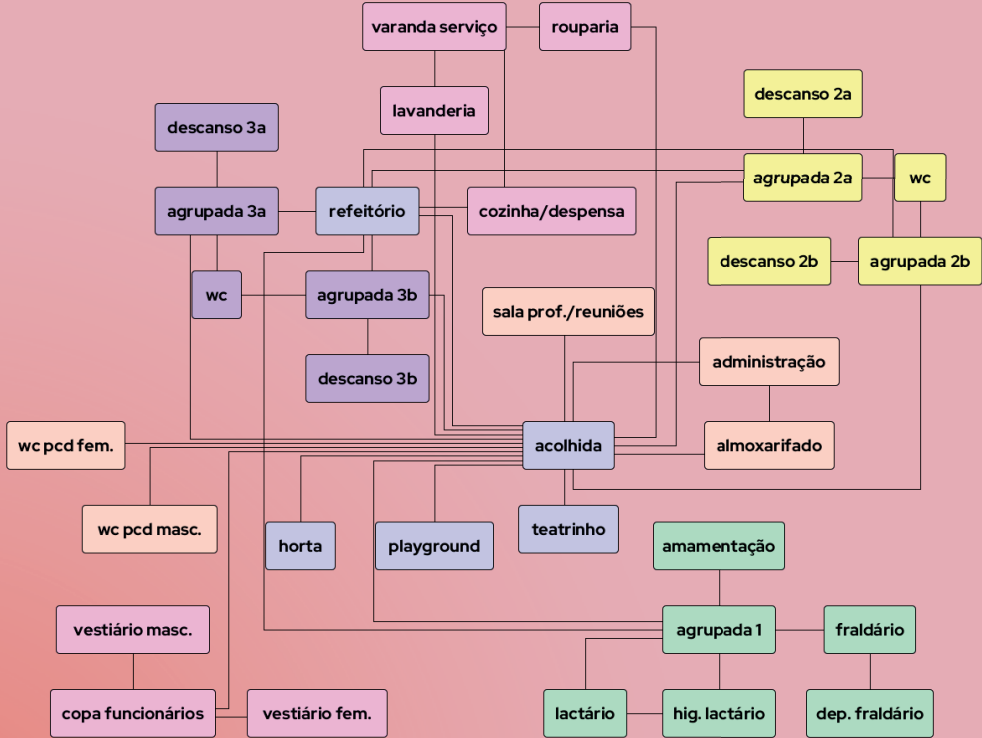 varanda serviço
rouparia
descanso 2a
lavanderia
descanso 3a
agrupada 2a
wc
agrupada 3a
refeitório
cozinha/despensa
descanso 2b
agrupada 2b
wc
agrupada 3b
sala prof./reuniões
administração
descanso 3b
wc pcd fem.
acolhida
almoxarifado
wc pcd masc.
horta
playground
teatrinho
amamentação
vestiário masc.
agrupada 1
fraldário
copa funcionários
vestiário fem.
lactário
hig. lactário
dep. fraldário